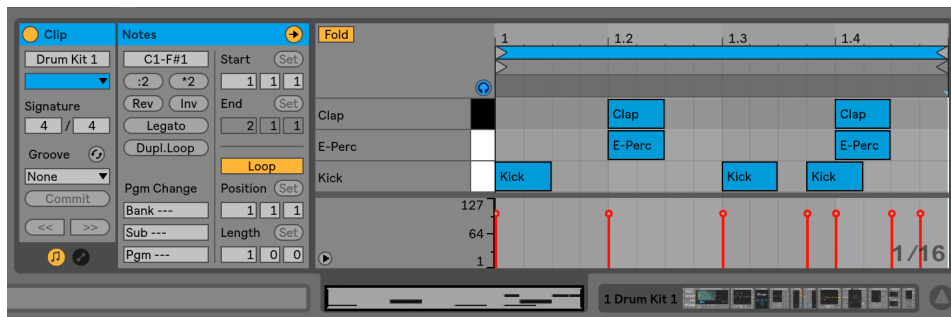 Clip
Drum Kit 1
Signature
4 / 4
Groove
None
Commit
<< >>
Notes
C1-F#1
:2 *2
Rev Inv
Legato
Dupl.Loop
Pgm Change
Bank ---
Sub ---
Pgm ---
Start Set
1 1 1
End Set
2 1 1
Loop
Position Set
1 1 1
Length Set
1 0 0
Fold
1 1.2 1.3 1.4
Clap Clap Clap
E-Perc E-Perc E-Perc
Kick Kick Kick Kick
127
64
1
1/16
1 Drum Kit 1